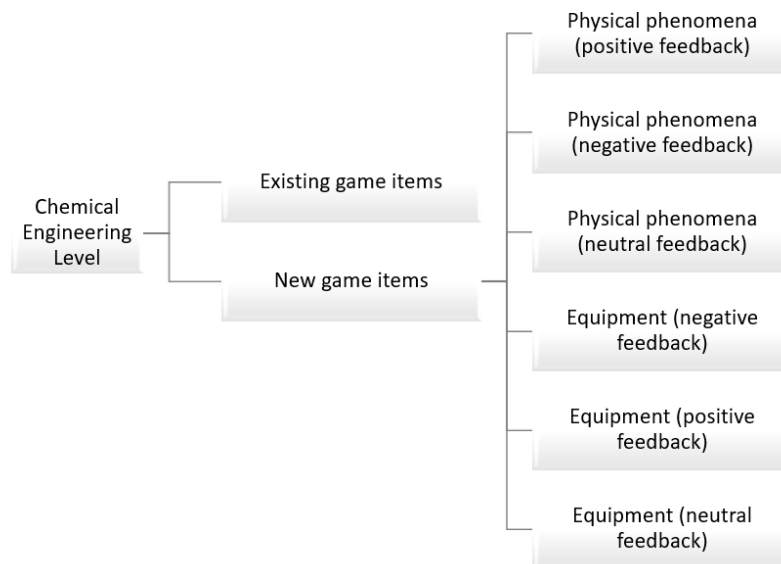 Physical phenomena
(positive feedback)
Physical phenomena
(negative feedback)
Existing game items
Chemical
Engineering
Level
Physical phenomena
(neutral feedback)
New game items
Equipment (negative
feedback)
Equipment (positive
feedback)
Equipment (neutral
feedback)